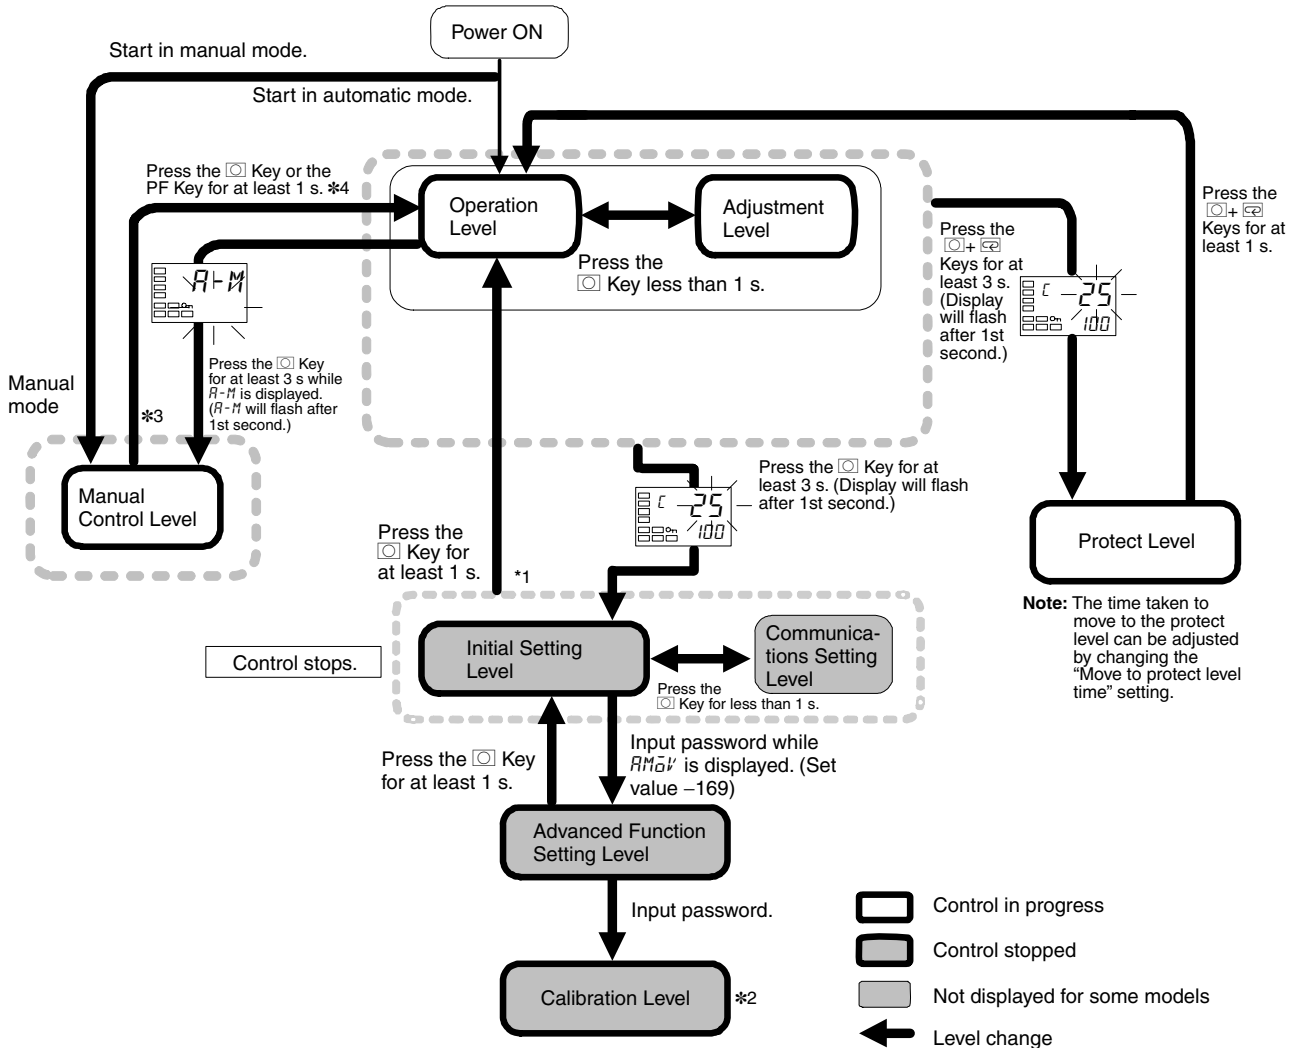 Power ON
Start in manual mode.
Start in automatic mode.
Press the Key or the
PF Key for at least 1 s. *4
Operation
Level
Adjustment
Level
Press the
Key less than 1 s.
Press the
+
Keys for at
least 3 s.
(Display
will flash
after 1st
second.)
Press the
+
Keys for at
least 1 s.
A-M
C 25
100
Press the Key
for at least 3 s while
A-M is displayed.
(A-M will flash after
1st second.)
Manual
mode
*3
Manual
Control Level
Press the Key for at
least 3 s. (Display will flash
after 1st second.)
C 25
100
Press the
Key for
at least 1 s.
*1
Protect Level
Note: The time taken to
move to the protect
level can be adjusted
by changing the
“Move to protect level
time” setting.
Control stops.
Initial Setting
Level
Communica-
tions Setting
Level
Press the
Key for less than 1 s.
Press the Key
for at least 1 s.
Input password while
AMoV is displayed. (Set
value −169)
Advanced Function
Setting Level
Input password.
Calibration Level
*2
Control in progress
Control stopped
Not displayed for some models
Level change